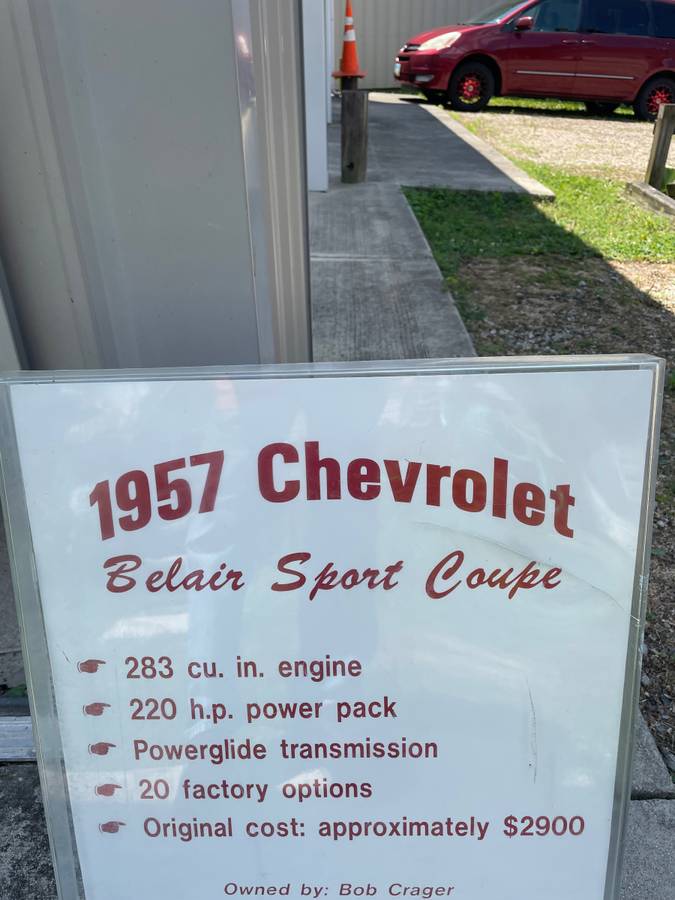 1957 Chevrolet
Belair Sport Coupe
283 cu. in. engine
220 h.p. power pack
Powerglide transmission
20 factory options
Original cost: approximately $2900
Owned by: Bob Crager